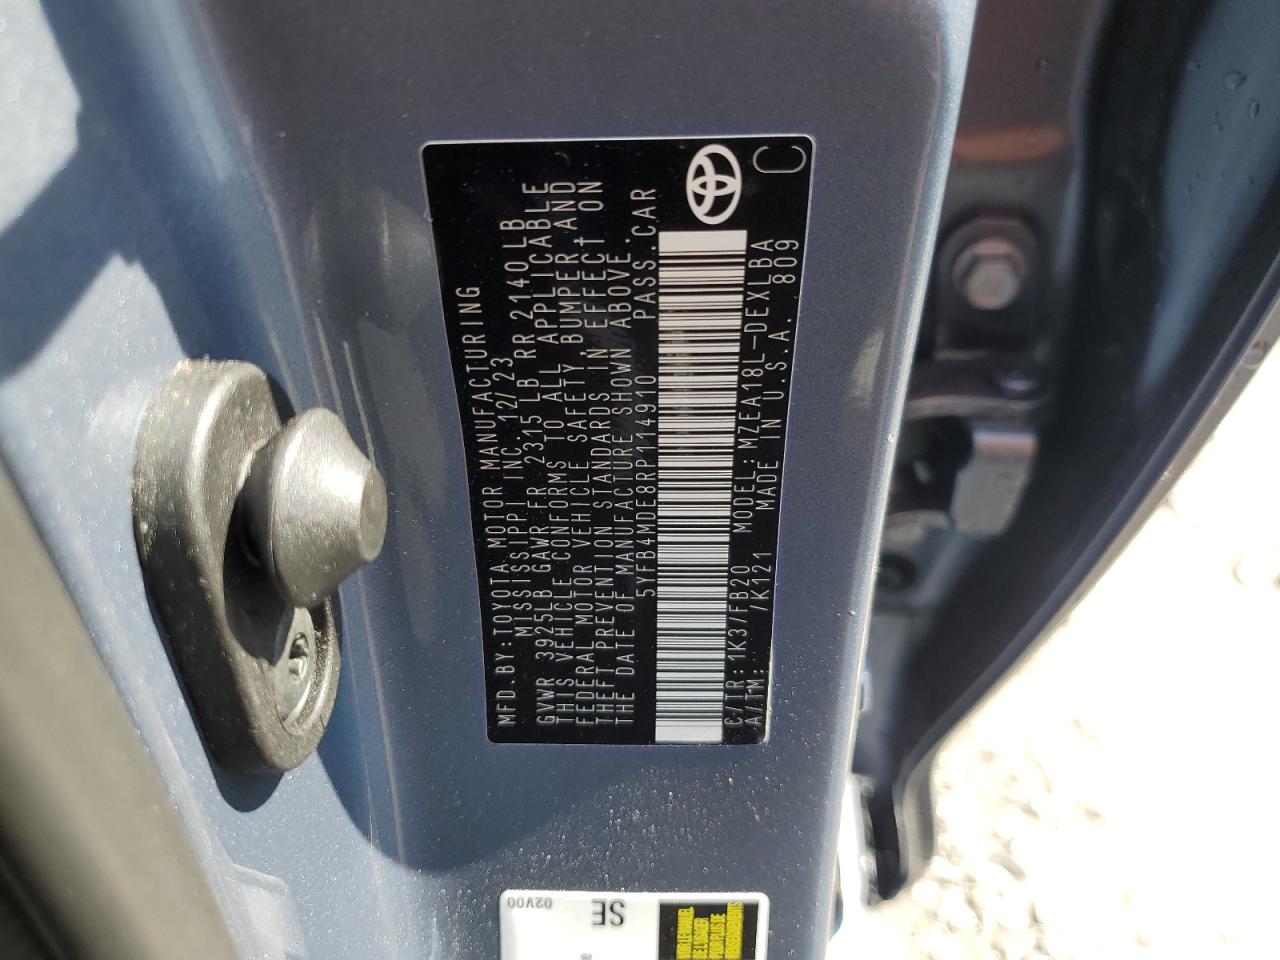 MFD.BY:TOYOTA MOTOR MANUFACTURING
MISSISSIPPI INC. 12/23
GVWR 3925LB GAWR FR 2315LB RR 2140LB
THIS VEHICLE CONFORMS TO ALL APPLICABLE
FEDERAL MOTOR VEHICLE SAFETY, BUMPER AND
THEFT PREVENTION STANDARDS IN EFFECT ON
THE DATE OF MANUFACTURE SHOWN ABOVE.
5YFB4MDE8RP114910 PASS.CAR
C/TR:1K3/FB20 MODEL:MZEA18L-DEXLBA
A/TM: /K121 MADE IN U.S.A. 809
C
02V00
SE